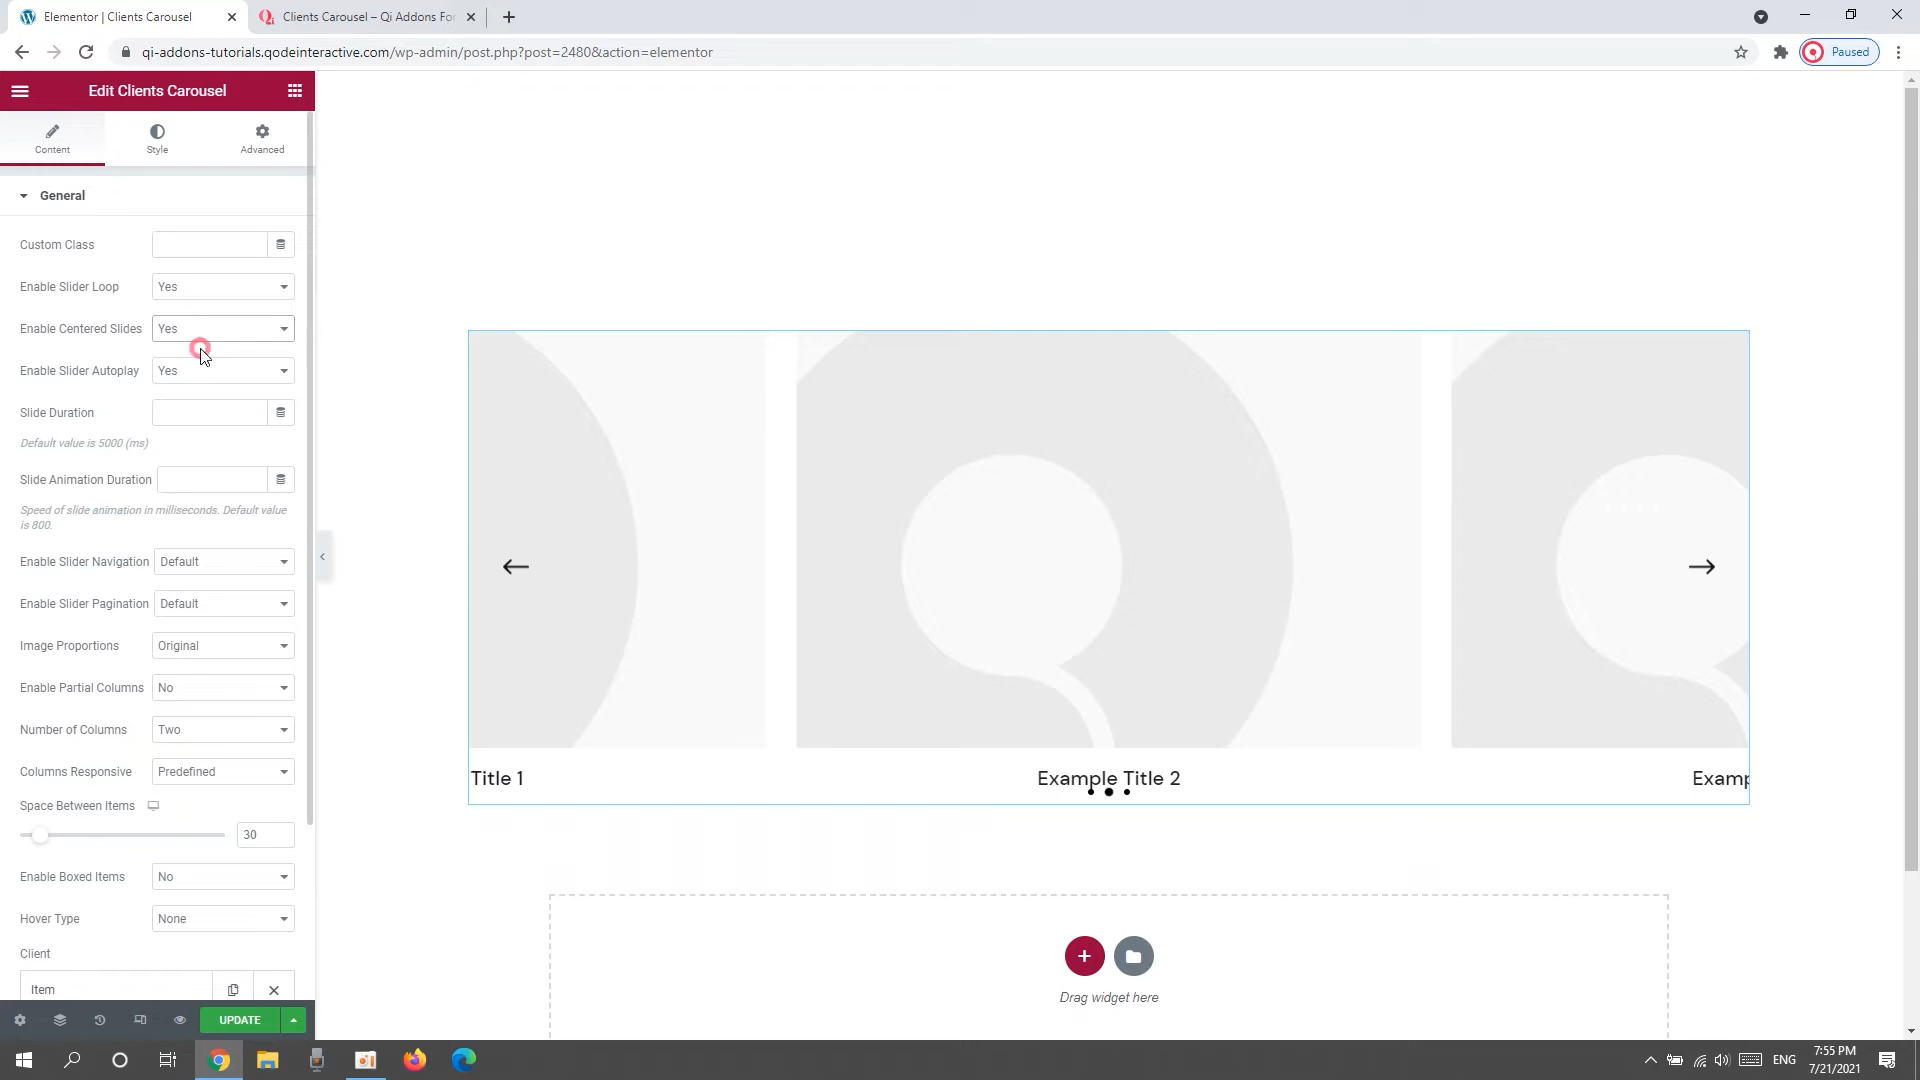 Elementor | Clients Carousel
Clients Carousel – Qi Addons For
qi-addons-tutorials.qodeinteractive.com/wp-admin/post.php?post=2480&action=elementor
Paused
Edit Clients Carousel
Content
Style
Advanced
General
Custom Class
Enable Slider Loop Yes
Enable Centered Slides Yes
Enable Slider Autoplay Yes
Slide Duration
Default value is 5000 (ms)
Slide Animation Duration
Speed of slide animation in milliseconds. Default value
is 800.
Enable Slider Navigation Default
Enable Slider Pagination Default
Image Proportions Original
Enable Partial Columns No
Number of Columns Two
Columns Responsive Predefined
Space Between Items
30
Enable Boxed Items No
Hover Type None
Client
Item
UPDATE
Title 1
Example Title 2
Examp
Drag widget here
ENG
7:55 PM
7/21/2021